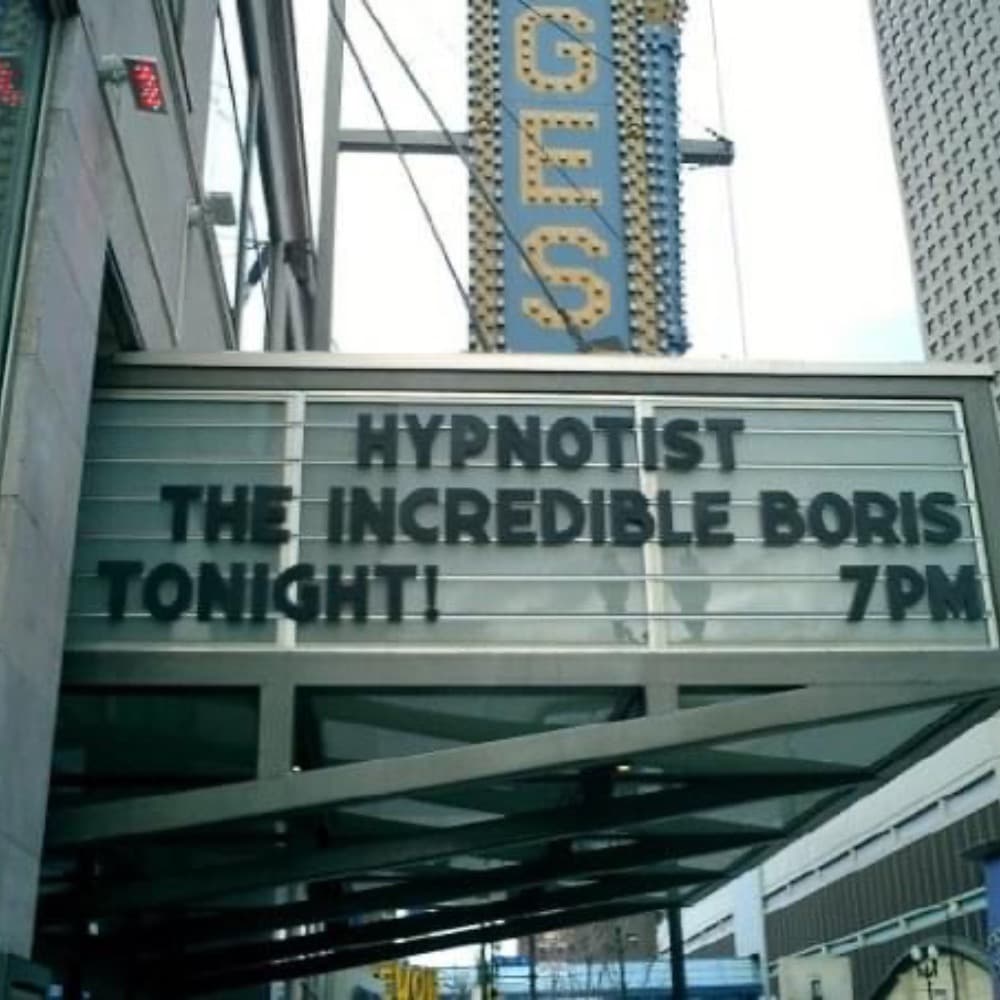 GES
HYPNOTIST
THE INCREDIBLE BORIS
TONIGHT! 7PM